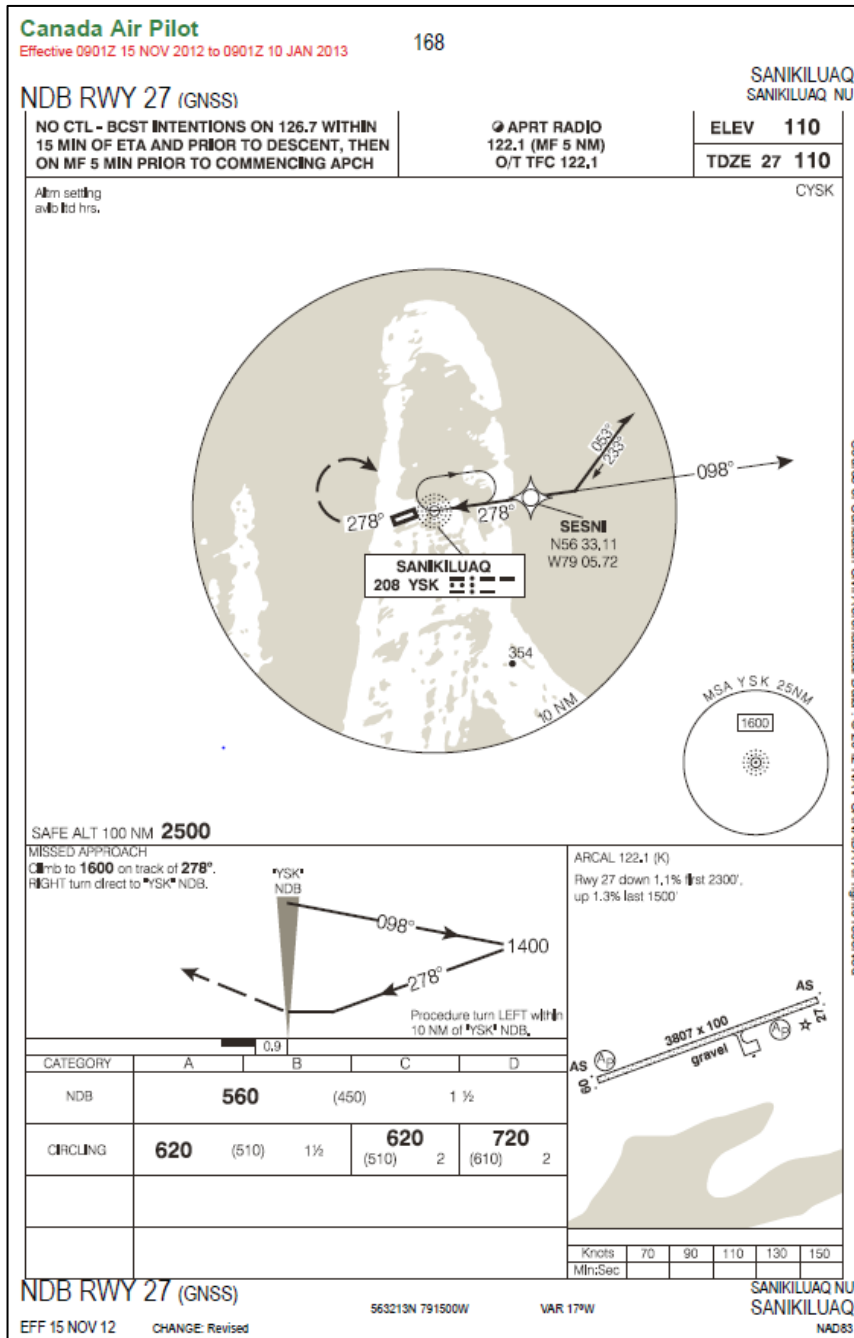 Canada Air Pilot
Effective 0901Z 15 NOV 2012 to 0901Z 10 JAN 2013
168
SANIKILUAQ
NDB RWY 27 (GNSS)
SANIKILUAQ NU
NO CTL - BCST INTENTIONS ON 126.7 WITHIN
15 MIN OF ETA AND PRIOR TO DESCENT, THEN
ON MF 5 MIN PRIOR TO COMMENCING APCH
APRT RADIO
122.1 (MF 5 NM)
O/T TFC 122.1
ELEV 110
TDZE 27 110
Altm setting
avlb ltd hrs.
CYSK
053°
233°
098°
278°
278°
SESNI
N56 33.11
W79 05.72
SANIKILUAQ
208 YSK
354
10 NM
MSA YSK 25NM
1600
SAFE ALT 100 NM 2500
MISSED APPROACH
Climb to 1600 on track of 278°.
RIGHT turn direct to "YSK" NDB.
"YSK"
NDB
098°
1400
278°
Procedure turn LEFT within
10 NM of "YSK" NDB.
0.9
ARCAL 122.1 (K)
Rwy 27 down 1.1% first 2300',
up 1.3% last 1500'
AS
27
3807 x 100
gravel
AS
09
CATEGORY A B C D
NDB 560 (450) 1 ½
CIRCLING 620 (510) 1½ 620 (510) 2 720 (610) 2
Knots 70 90 110 130 150
Min:Sec
NDB RWY 27 (GNSS)
SANIKILUAQ NU
563213N 791500W
VAR 17°W
SANIKILUAQ
EFF 15 NOV 12
CHANGE: Revised
NAD83